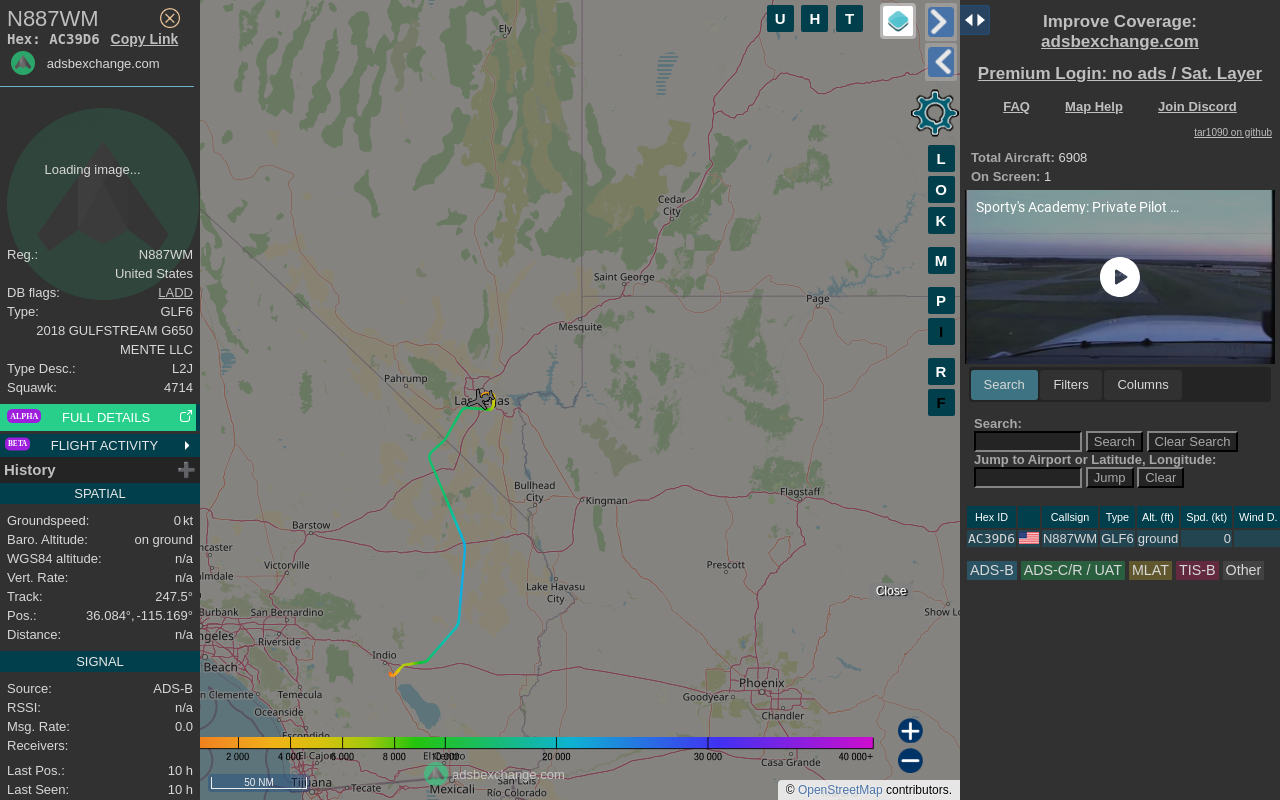 N887WM
Hex: AC39D6 Copy Link
adsbexchange.com
Loading image...
Reg.: N887WM
United States
DB flags: LADD
Type: GLF6
2018 GULFSTREAM G650
MENTE LLC
Type Desc.: L2J
Squawk: 4714
ALPHA FULL DETAILS
BETA FLIGHT ACTIVITY
History
SPATIAL
Groundspeed: 0 kt
Baro. Altitude: on ground
WGS84 altitude: n/a
Vert. Rate: n/a
Track: 247.5°
Pos.: 36.084°, -115.169°
Distance: n/a
SIGNAL
Source: ADS-B
RSSI: n/a
Msg. Rate: 0.0
Receivers:
Last Pos.: 10 h
Last Seen: 10 h
U H T
L
O
K
M
P
I
R
F
Ely
Cedar
City
Saint George
Page
Mesquite
Pahrump
Bullhead
City
Kingman
Flagstaff
Barstow
ncaster
Victorville
almdale
Prescott
Lake Havasu
City
Burbank San Bernardino
ngeles
Riverside
Show Lo
Indio
Beach
n Clemente
Temecula
Phoenix
Goodyear
Oceanside
Chandler
Escondido
El Cajon
Casa Grande
Tijuana
Tecate
Mexicali
San Luis
Río Colorado
Close
2 000 4 000 6 000 8 000 20 000 30 000 40 000+
adsbexchange.com
50 NM
© OpenStreetMap contributors.
Improve Coverage:
adsbexchange.com
Premium Login: no ads / Sat. Layer
FAQ Map Help Join Discord
tar1090 on github
Total Aircraft: 6908
On Screen: 1
Sporty's Academy: Private Pilot ...
Search Filters Columns
Search:
Search Clear Search
Jump to Airport or Latitude, Longitude:
Jump Clear
Hex ID Callsign Type Alt. (ft) Spd. (kt) Wind D.
AC39D6 N887WM GLF6 ground 0
ADS-B ADS-C/R / UAT MLAT TIS-B Other